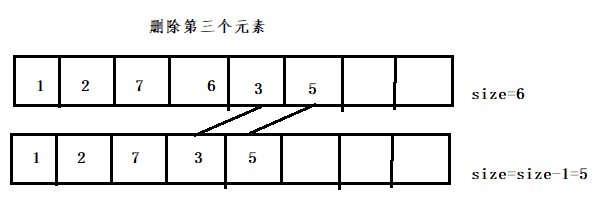 删除第三个元素
1 2 7 6 3 5
size=6
1 2 7 3 5
size=size-1=5